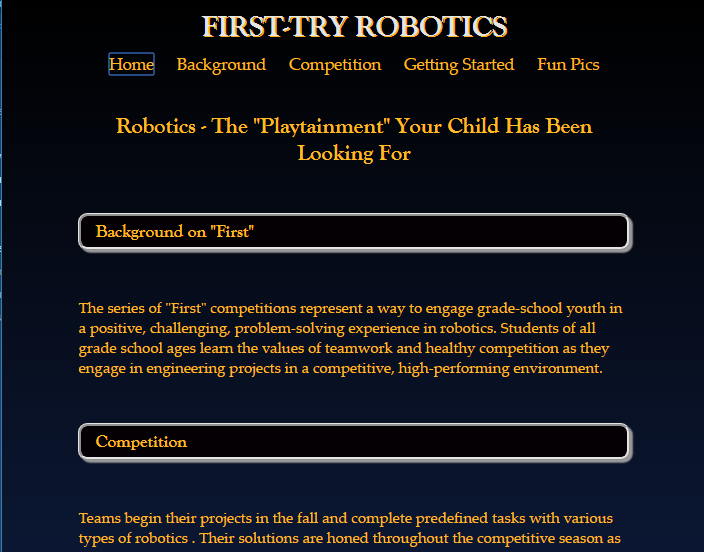 FIRST-TRY ROBOTICS
Home Background Competition Getting Started Fun Pics
Robotics - The "Playtainment" Your Child Has Been
Looking For
Background on "First"
The series of "First" competitions represent a way to engage grade-school youth in
a positive, challenging, problem-solving experience in robotics. Students of all
grade school ages learn the values of teamwork and healthy competition as they
engage in engineering projects in a competitive, high-performing environment.
Competition
Teams begin their projects in the fall and complete predefined tasks with various
types of robotics . Their solutions are honed throughout the competitive season as